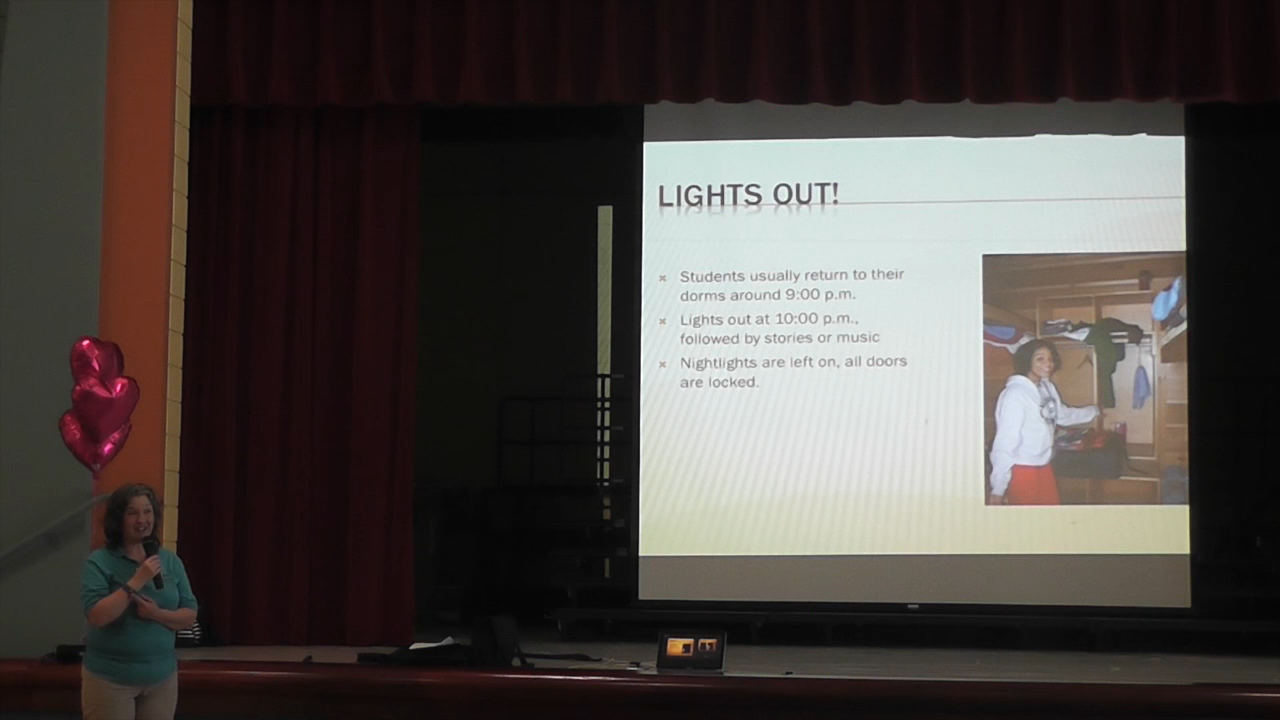 LIGHTS OUT!
Students usually return to their
dorms around 9:00 p.m.
Lights out at 10:00 p.m.,
followed by stories or music
Nightlights are left on, all doors
are locked.